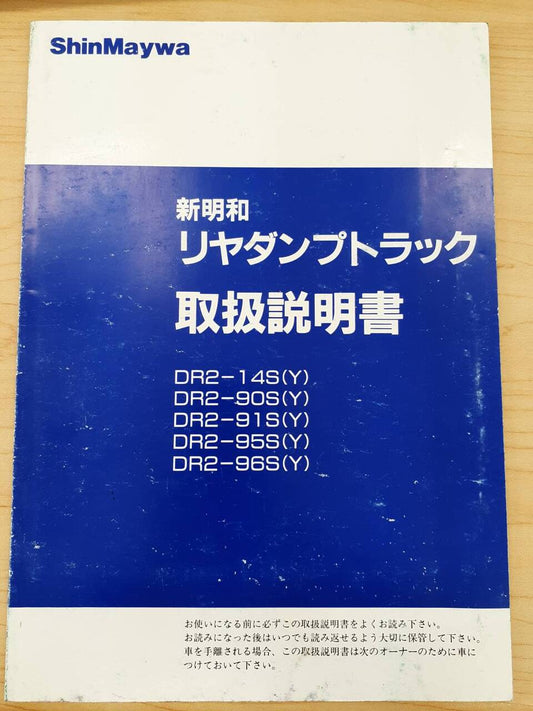 ShinMaywa
新明和
リヤダンプトラック
取扱説明書
DR2-14S(Y)
DR2-90S(Y)
DR2-91S(Y)
DR2-95S(Y)
DR2-96S(Y)
お使いになる前に必ずこの取扱説明書をよくお読み下さい。
お読みになった後はいつでも読み返せるよう大切に保管して下さい。
車を手離される場合、この取扱説明書は次のオーナーのために車に
つけておいて下さい。